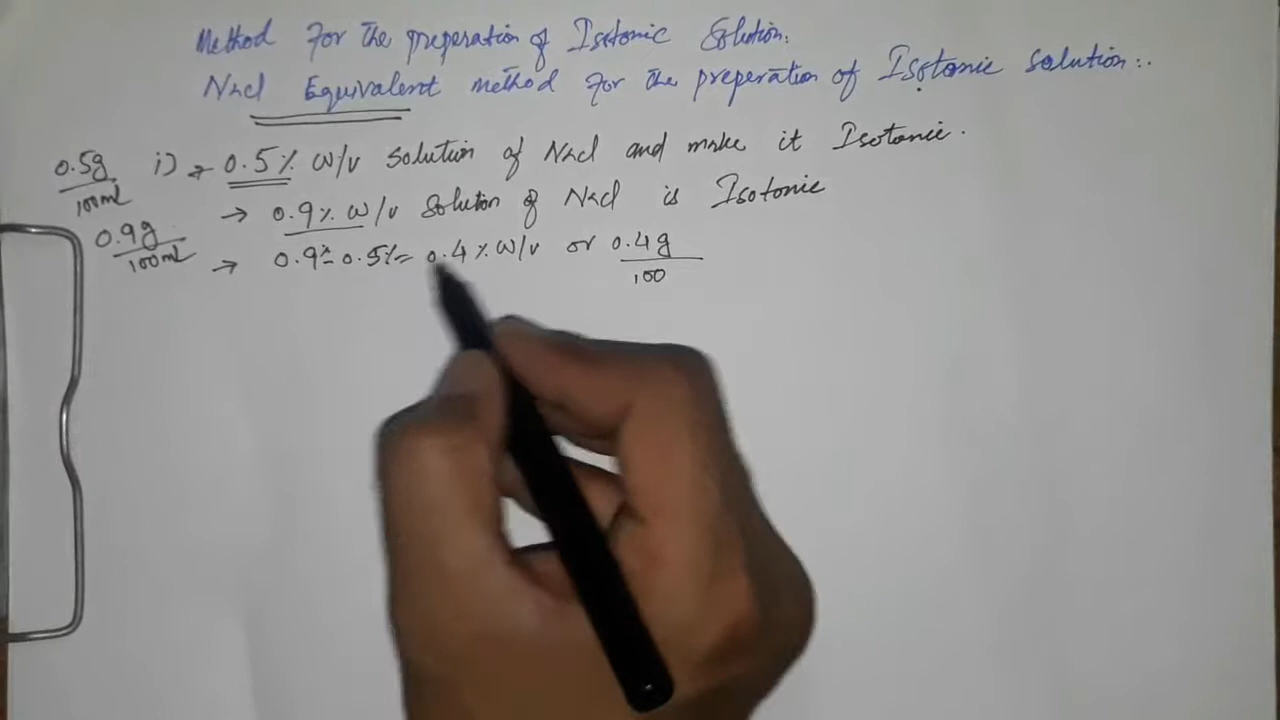 Method For the preperation of Isotonic Solution.
NaCl Equivalent method for the preperation of Isotonic solution :.
0.5g/100ml i) → 0.5% W/V solution of NaCl and make it Isotonic.
→ 0.9% W/V Solution of NaCl is Isotonic
0.9g/100ml
→ 0.9% - 0.5% = 0.4% W/V or 0.4g/100